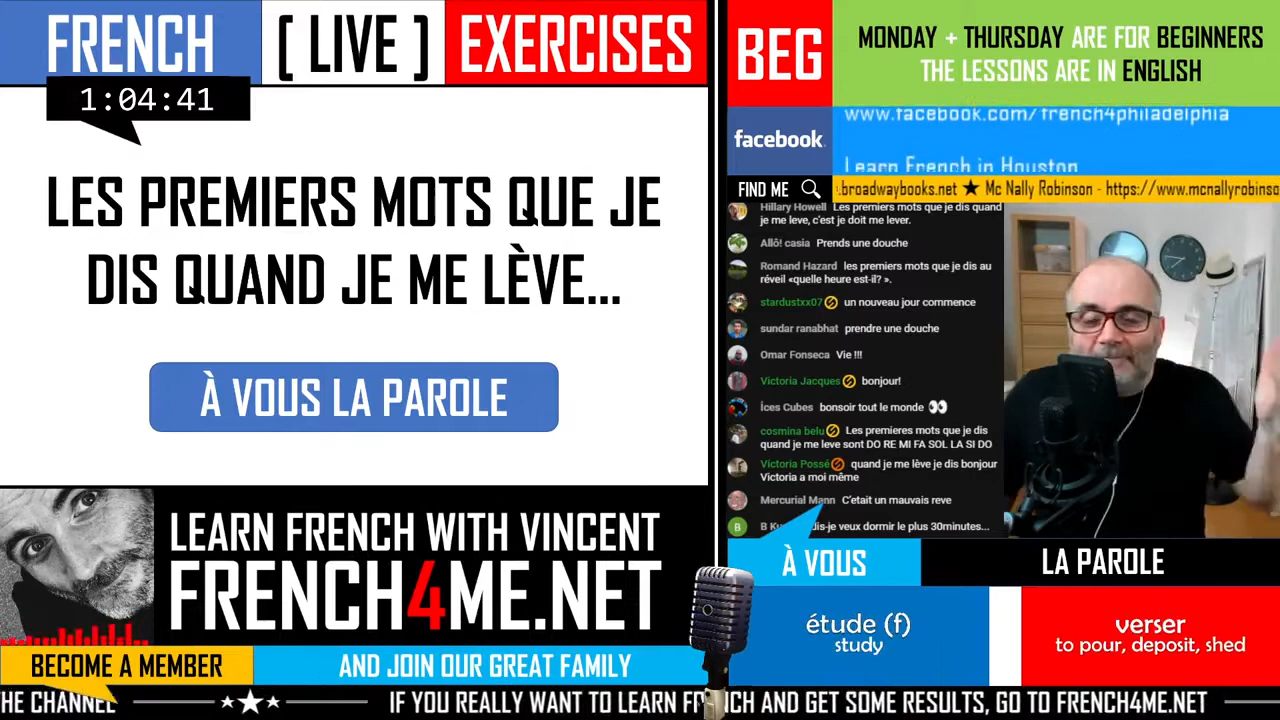 FRENCH
[ LIVE ]
EXERCISES
1:04:41
LES PREMIERS MOTS QUE JE
DIS QUAND JE ME LÈVE...
À VOUS LA PAROLE
LEARN FRENCH WITH VINCENT
FRENCH4ME.NET
BECOME A MEMBER
AND JOIN OUR GREAT FAMILY
BEG
MONDAY + THURSDAY ARE FOR BEGINNERS
THE LESSONS ARE IN ENGLISH
facebook.
www.facebook.com/french4philadelphia
Learn French in Houston
FIND ME
.broadwaybooks.net ★ Mc Nally Robinson - https://www.mcnallyrobinso
Hillary Howell Les premiers mots que je dis quand
je me leve, c'est je doit me lever.
Allô! casia Prends une douche
Romand Hazard les premiers mots que je dis au
réveil «quelle heure est-il? ».
stardustxx07 un nouveau jour commence
sundar ranabhat prendre une douche
Omar Fonseca Vie !!!
Victoria Jacques bonjour!
İces Cubes bonsoir tout le monde 👀
cosmina belu Les premieres mots que je dis
quand je me leve sont DO RE MI FA SOL LA SI DO
Victoria Possé quand je me lève je dis bonjour
Victoria a moi même
Mercurial Mann C'etait un mauvais reve
B dis-je veux dormir le plus 30minutes...
À VOUS
LA PAROLE
étude (f)
study
verser
to pour, deposit, shed
THE CHANNEL
IF YOU REALLY WANT TO LEARN FRENCH AND GET SOME RESULTS, GO TO FRENCH4ME.NET